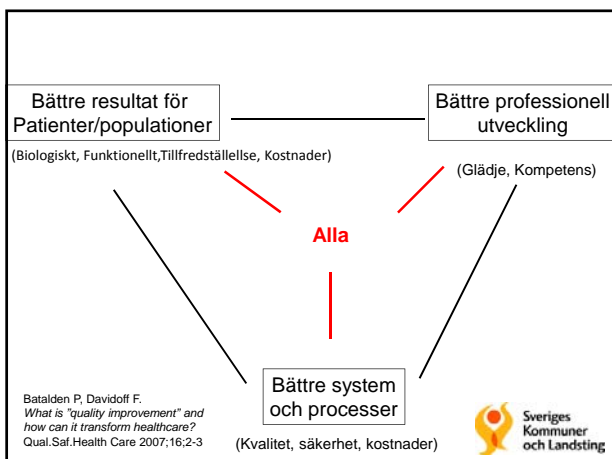 Bättre resultat för
Patienter/populationer
(Biologiskt, Funktionellt,Tillfredställellse, Kostnader)
Bättre professionell
utveckling
(Glädje, Kompetens)
Alla
Bättre system
och processer
(Kvalitet, säkerhet, kostnader)
Batalden P, Davidoff F.
What is ”quality improvement” and
how can it transform healthcare?
Qual.Saf.Health Care 2007;16;2-3
Sveriges
Kommuner
och Landsting